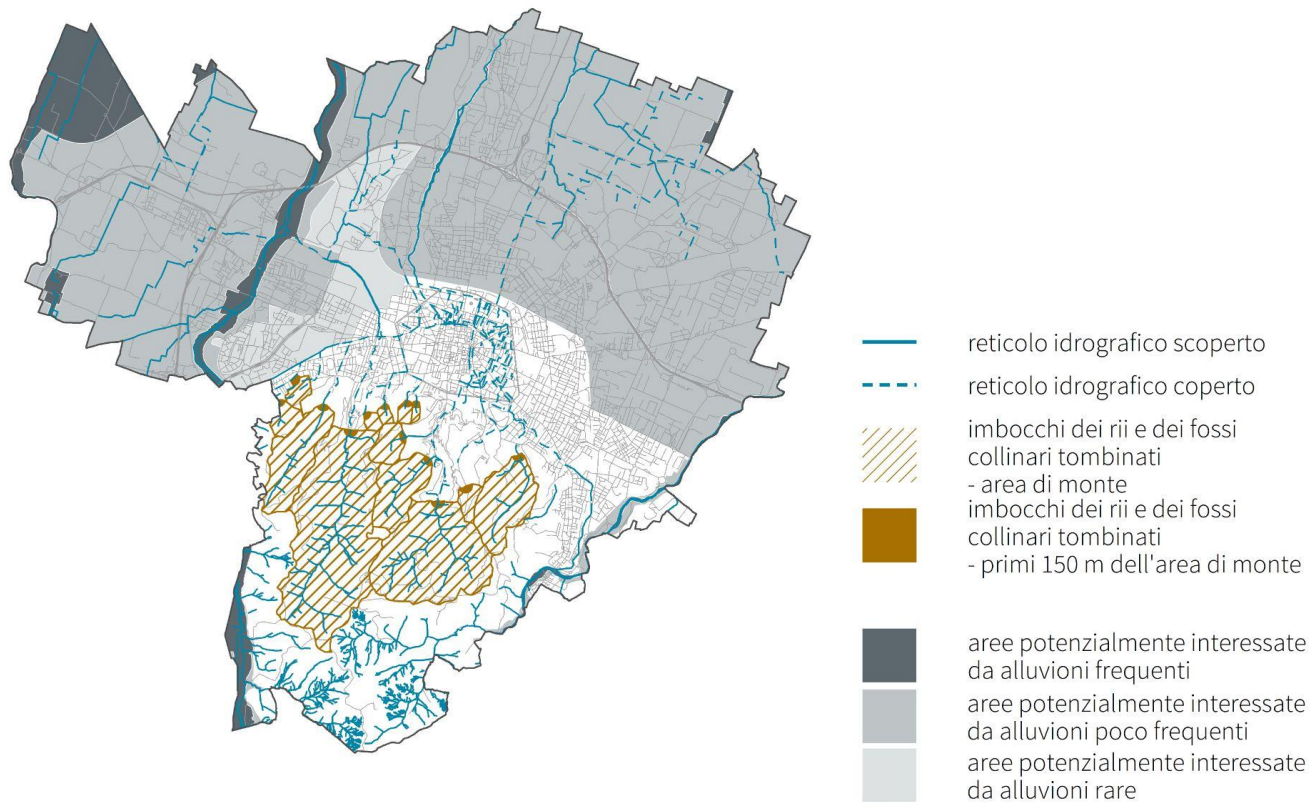 reticolo idrografico scoperto
reticolo idrografico coperto
imbocchi dei rii e dei fossi
collinari tombinati
- area di monte
imbocchi dei rii e dei fossi
collinari tombinati
- primi 150 m dell'area di monte
aree potenzialmente interessate
da alluvioni frequenti
aree potenzialmente interessate
da alluvioni poco frequenti
aree potenzialmente interessate
da alluvioni rare